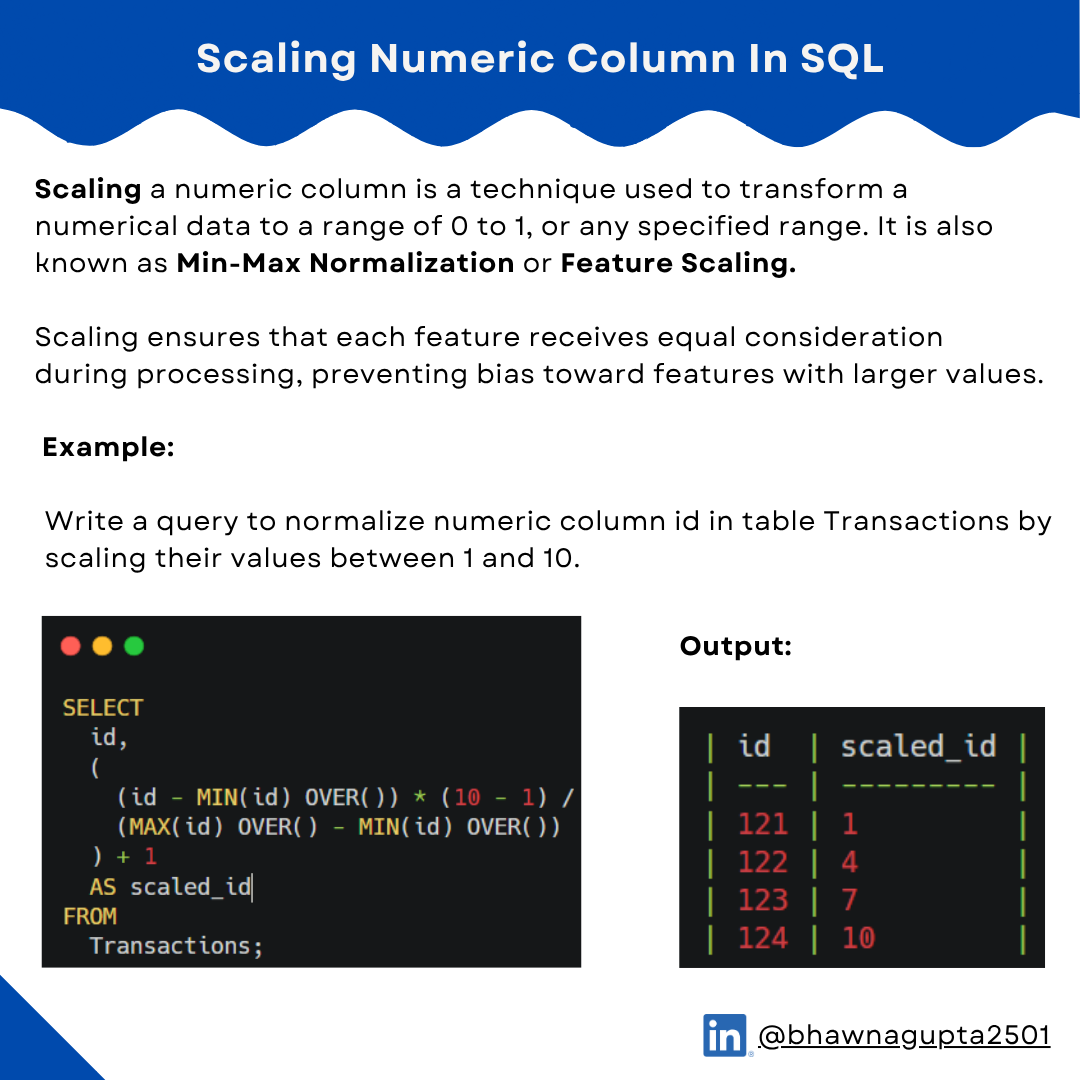 Scaling Numeric Column In SQL
Scaling a numeric column is a technique used to transform a
numerical data to a range of 0 to 1, or any specified range. It is also
known as Min-Max Normalization or Feature Scaling.
Scaling ensures that each feature receives equal consideration
during processing, preventing bias toward features with larger values.
Example:
Write a query to normalize numeric column id in table Transactions by
scaling their values between 1 and 10.
SELECT
id,
(
(id - MIN(id) OVER()) * (10 - 1) /
(MAX(id) OVER() - MIN(id) OVER())
) + 1
AS scaled_id
FROM
Transactions;
Output:
| id | scaled_id |
| --- | --------- |
| 121 | 1 |
| 122 | 4 |
| 123 | 7 |
| 124 | 10 |
in ® @bhawnagupta2501